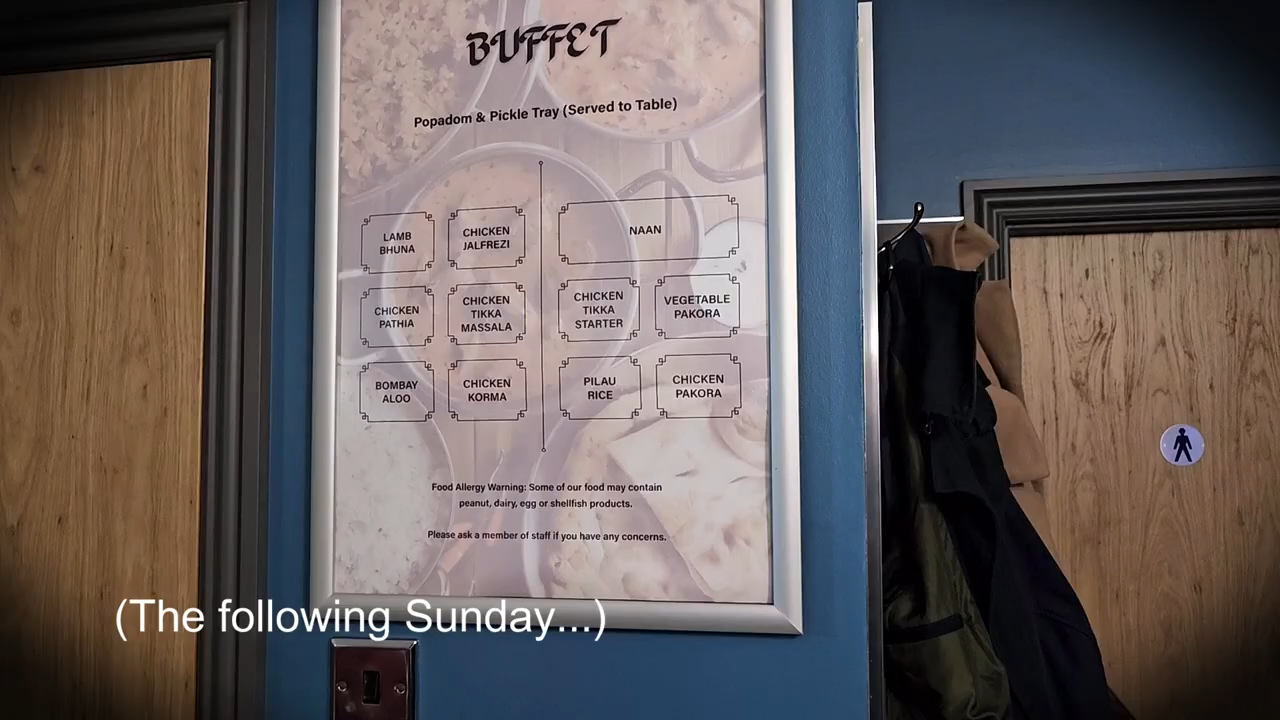 BUFFET
Popadom & Pickle Tray (Served to Table)
LAMB
BHUNA
CHICKEN
JALFREZI
NAAN
CHICKEN
PATHIA
CHICKEN
TIKKA
MASSALA
CHICKEN
TIKKA
STARTER
VEGETABLE
PAKORA
BOMBAY
ALOO
CHICKEN
KORMA
PILAU
RICE
CHICKEN
PAKORA
Food Allergy Warning: Some of our food may contain
peanut, dairy, egg or shellfish products.
Please ask a member of staff if you have any concerns.
(The following Sunday...)